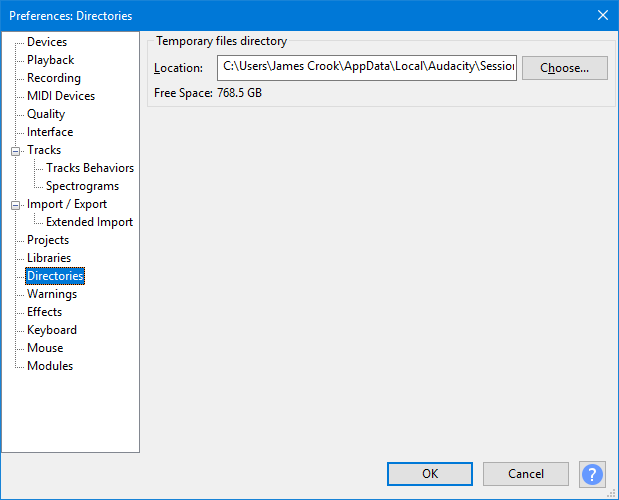 Preferences: Directories
Devices
Playback
Recording
MIDI Devices
Quality
Interface
Tracks
Tracks Behaviors
Spectrograms
Import / Export
Extended Import
Projects
Libraries
Directories
Warnings
Effects
Keyboard
Mouse
Modules
Temporary files directory
Location: C:\Users\James Crook\AppData\Local\Audacity\Session Choose...
Free Space: 768.5 GB
OK Cancel ?